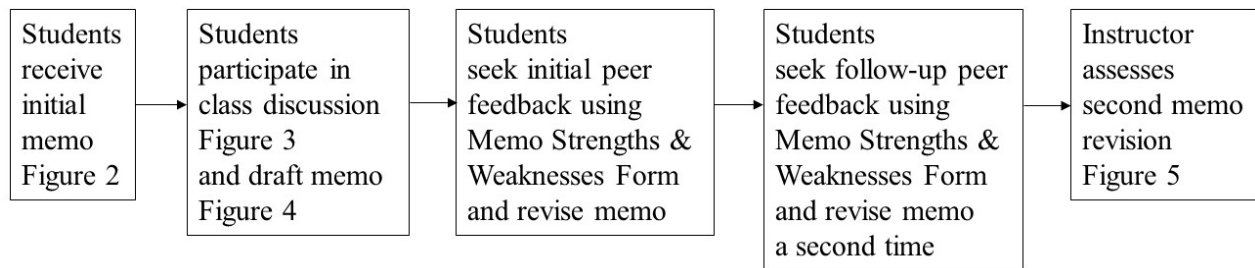 Students
receive
initial
memo
Figure 2
Students
participate in
class discussion
Figure 3
and draft memo
Figure 4
Students
seek initial peer
feedback using
Memo Strengths &
Weaknesses Form
and revise memo
Students
seek follow-up peer
feedback using
Memo Strengths &
Weaknesses Form
and revise memo
a second time
Instructor
assesses
second memo
revision
Figure 5